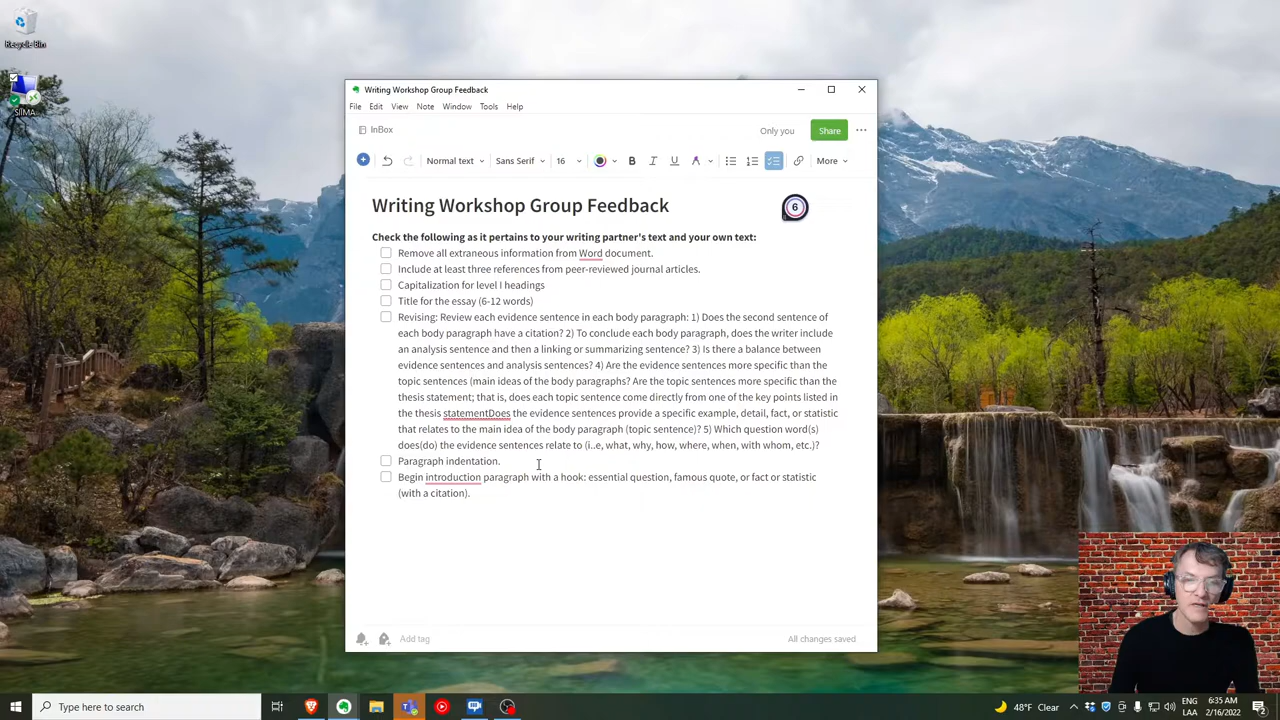 Recycle Bin
SIIMA
Writing Workshop Group Feedback
File Edit View Note Window Tools Help
InBox
Only you
Share
Normal text
Sans Serif
16
More
Writing Workshop Group Feedback
6
Check the following as it pertains to your writing partner's text and your own text:
Remove all extraneous information from Word document.
Include at least three references from peer-reviewed journal articles.
Capitalization for level I headings
Title for the essay (6-12 words)
Revising: Review each evidence sentence in each body paragraph: 1) Does the second sentence of
each body paragraph have a citation? 2) To conclude each body paragraph, does the writer include
an analysis sentence and then a linking or summarizing sentence? 3) Is there a balance between
evidence sentences and analysis sentences? 4) Are the evidence sentences more specific than the
topic sentences (main ideas of the body paragraphs? Are the topic sentences more specific than the
thesis statement; that is, does each topic sentence come directly from one of the key points listed in
the thesis statementDoes the evidence sentences provide a specific example, detail, fact, or statistic
that relates to the main idea of the body paragraph (topic sentence)? 5) Which question word(s)
does(do) the evidence sentences relate to (i..e, what, why, how, where, when, with whom, etc.)?
Paragraph indentation.
Begin introduction paragraph with a hook: essential question, famous quote, or fact or statistic
(with a citation).
Add tag
All changes saved
Type here to search
48°F Clear
ENG
LAA
6:35 AM
2/16/2022